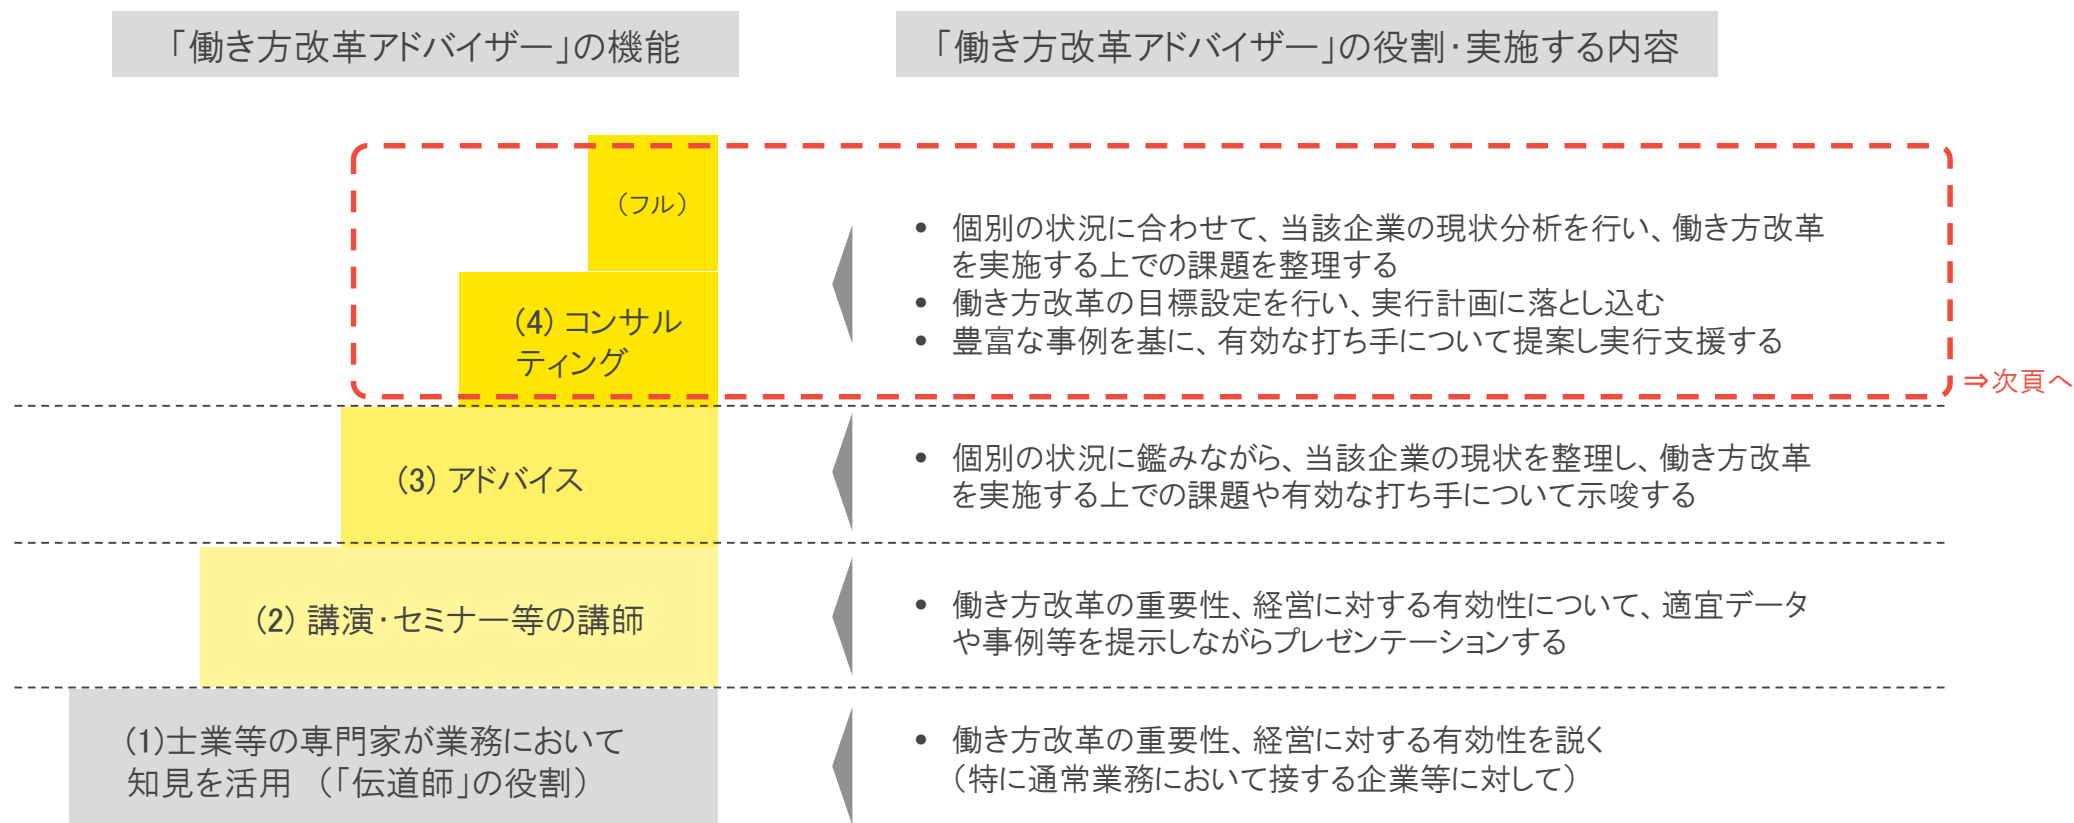 「働き方改革アドバイザー」の機能
「働き方改革アドバイザー」の役割・実施する内容
（フル）
(4) コンサル
ティング
• 個別の状況に合わせて、当該企業の現状分析を行い、働き方改革
を実施する上での課題を整理する
• 働き方改革の目標設定を行い、実行計画に落とし込む
• 豊富な事例を基に、有効な打ち手について提案し実行支援する
⇒次頁へ
(3) アドバイス
• 個別の状況に鑑みながら、当該企業の現状を整理し、働き方改革
を実施する上での課題や有効な打ち手について示唆する
(2) 講演・セミナー等の講師
• 働き方改革の重要性、経営に対する有効性について、適宜データ
や事例等を提示しながらプレゼンテーションする
(1)士業等の専門家が業務において
知見を活用　（「伝道師」の役割）
• 働き方改革の重要性、経営に対する有効性を説く
（特に通常業務において接する企業等に対して）